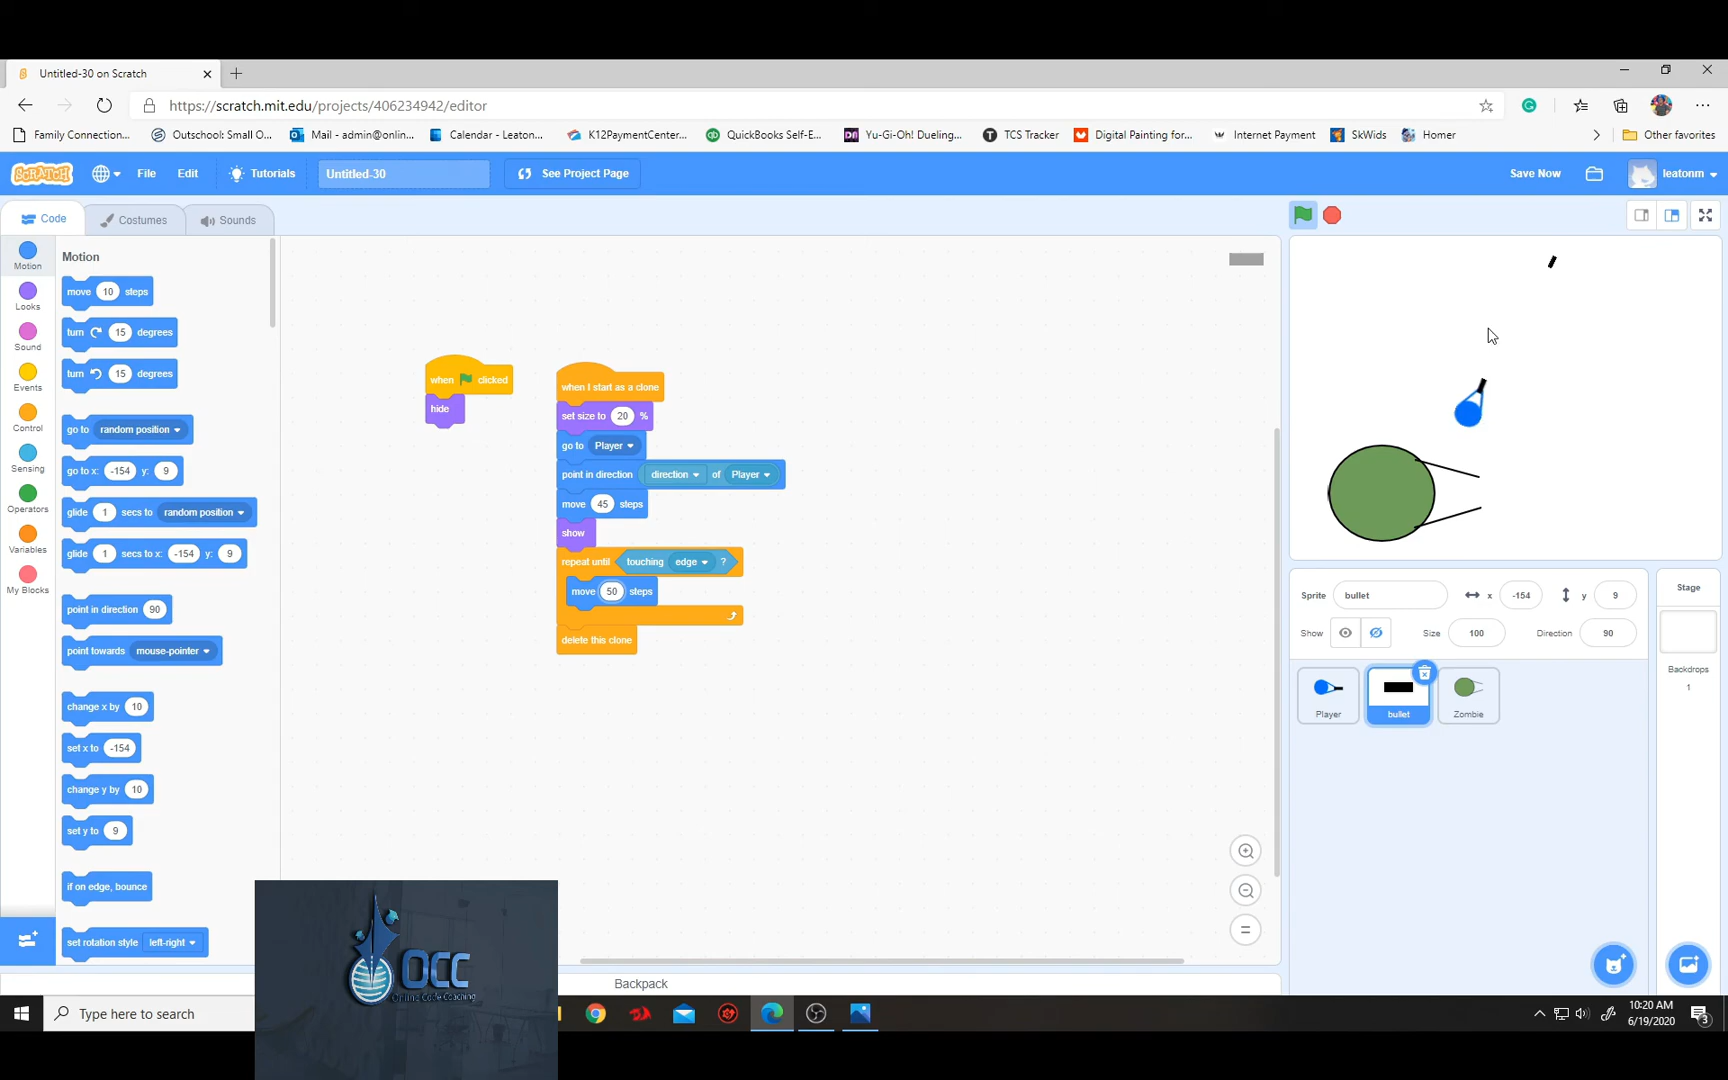 Untitled-30 on Scratch
https://scratch.mit.edu/projects/406234942/editor
Family Connection... Outschool: Small O... Mail - admin@onlin... Calendar - Leaton... K12PaymentCenter... QuickBooks Self-E... Yu-Gi-Oh! Dueling... TCS Tracker Digital Painting for... Internet Payment SkWids Homer Other favorites
SCRATCH File Edit Tutorials Untitled-30 See Project Page Save Now leatonm
Code Costumes Sounds
Motion
Looks
Sound
Events
Control
Sensing
Operators
Variables
My Blocks
Motion
move 10 steps
turn 15 degrees
turn 15 degrees
go to random position
go to x: -154 y: 9
glide 1 secs to random position
glide 1 secs to x: -154 y: 9
point in direction 90
point towards mouse-pointer
change x by 10
set x to -154
change y by 10
set y to 9
if on edge, bounce
set rotation style left-right
when clicked
hide
when I start as a clone
set size to 20 %
go to Player
point in direction direction of Player
move 45 steps
show
repeat until touching edge ?
move 50 steps
delete this clone
Sprite bullet x -154 y 9
Show Size 100 Direction 90
Player bullet Zombie
Stage
Backdrops
1
Backpack
OCC
Online Code Coaching
Type here to search
10:20 AM
6/19/2020
3